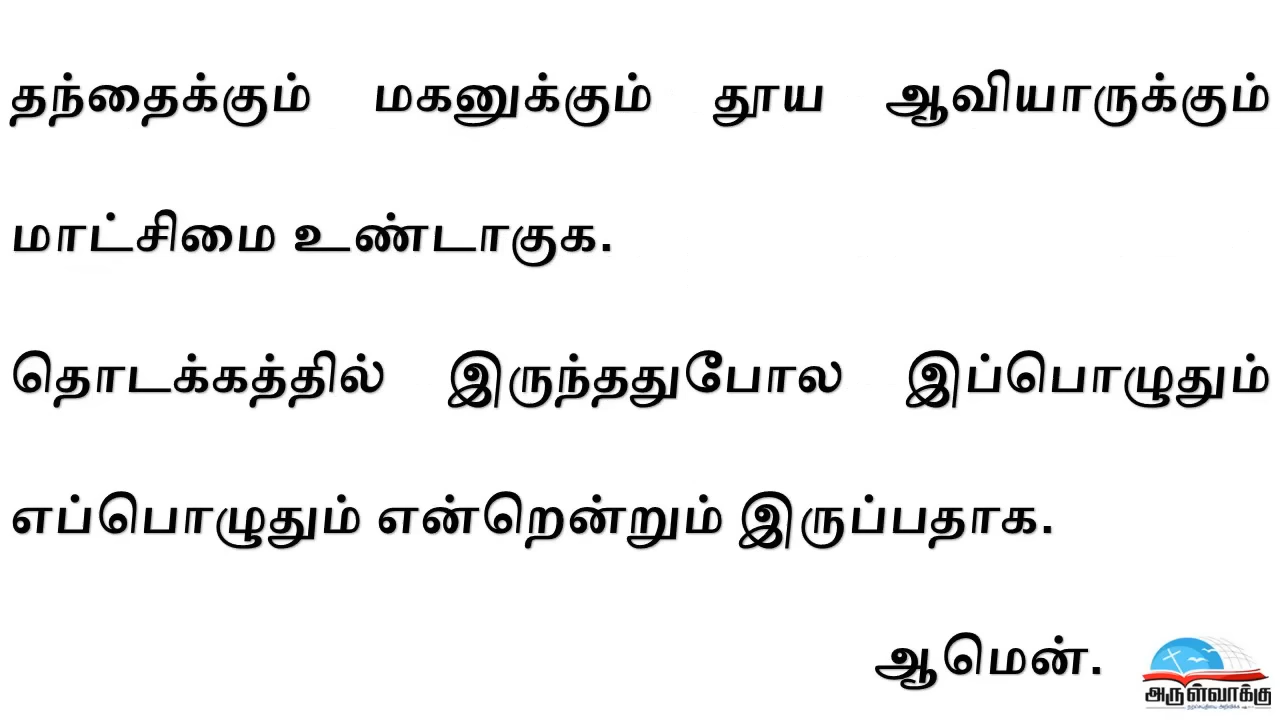 தந்தைக்கும் மகனுக்கும் தூய ஆவியாருக்கும்
மாட்சிமை உண்டாகுக.
தொடக்கத்தில் இருந்ததுபோல இப்பொழுதும்
எப்பொழுதும் என்றென்றும் இருப்பதாக.
ஆமென்.
அருள்வாக்கு